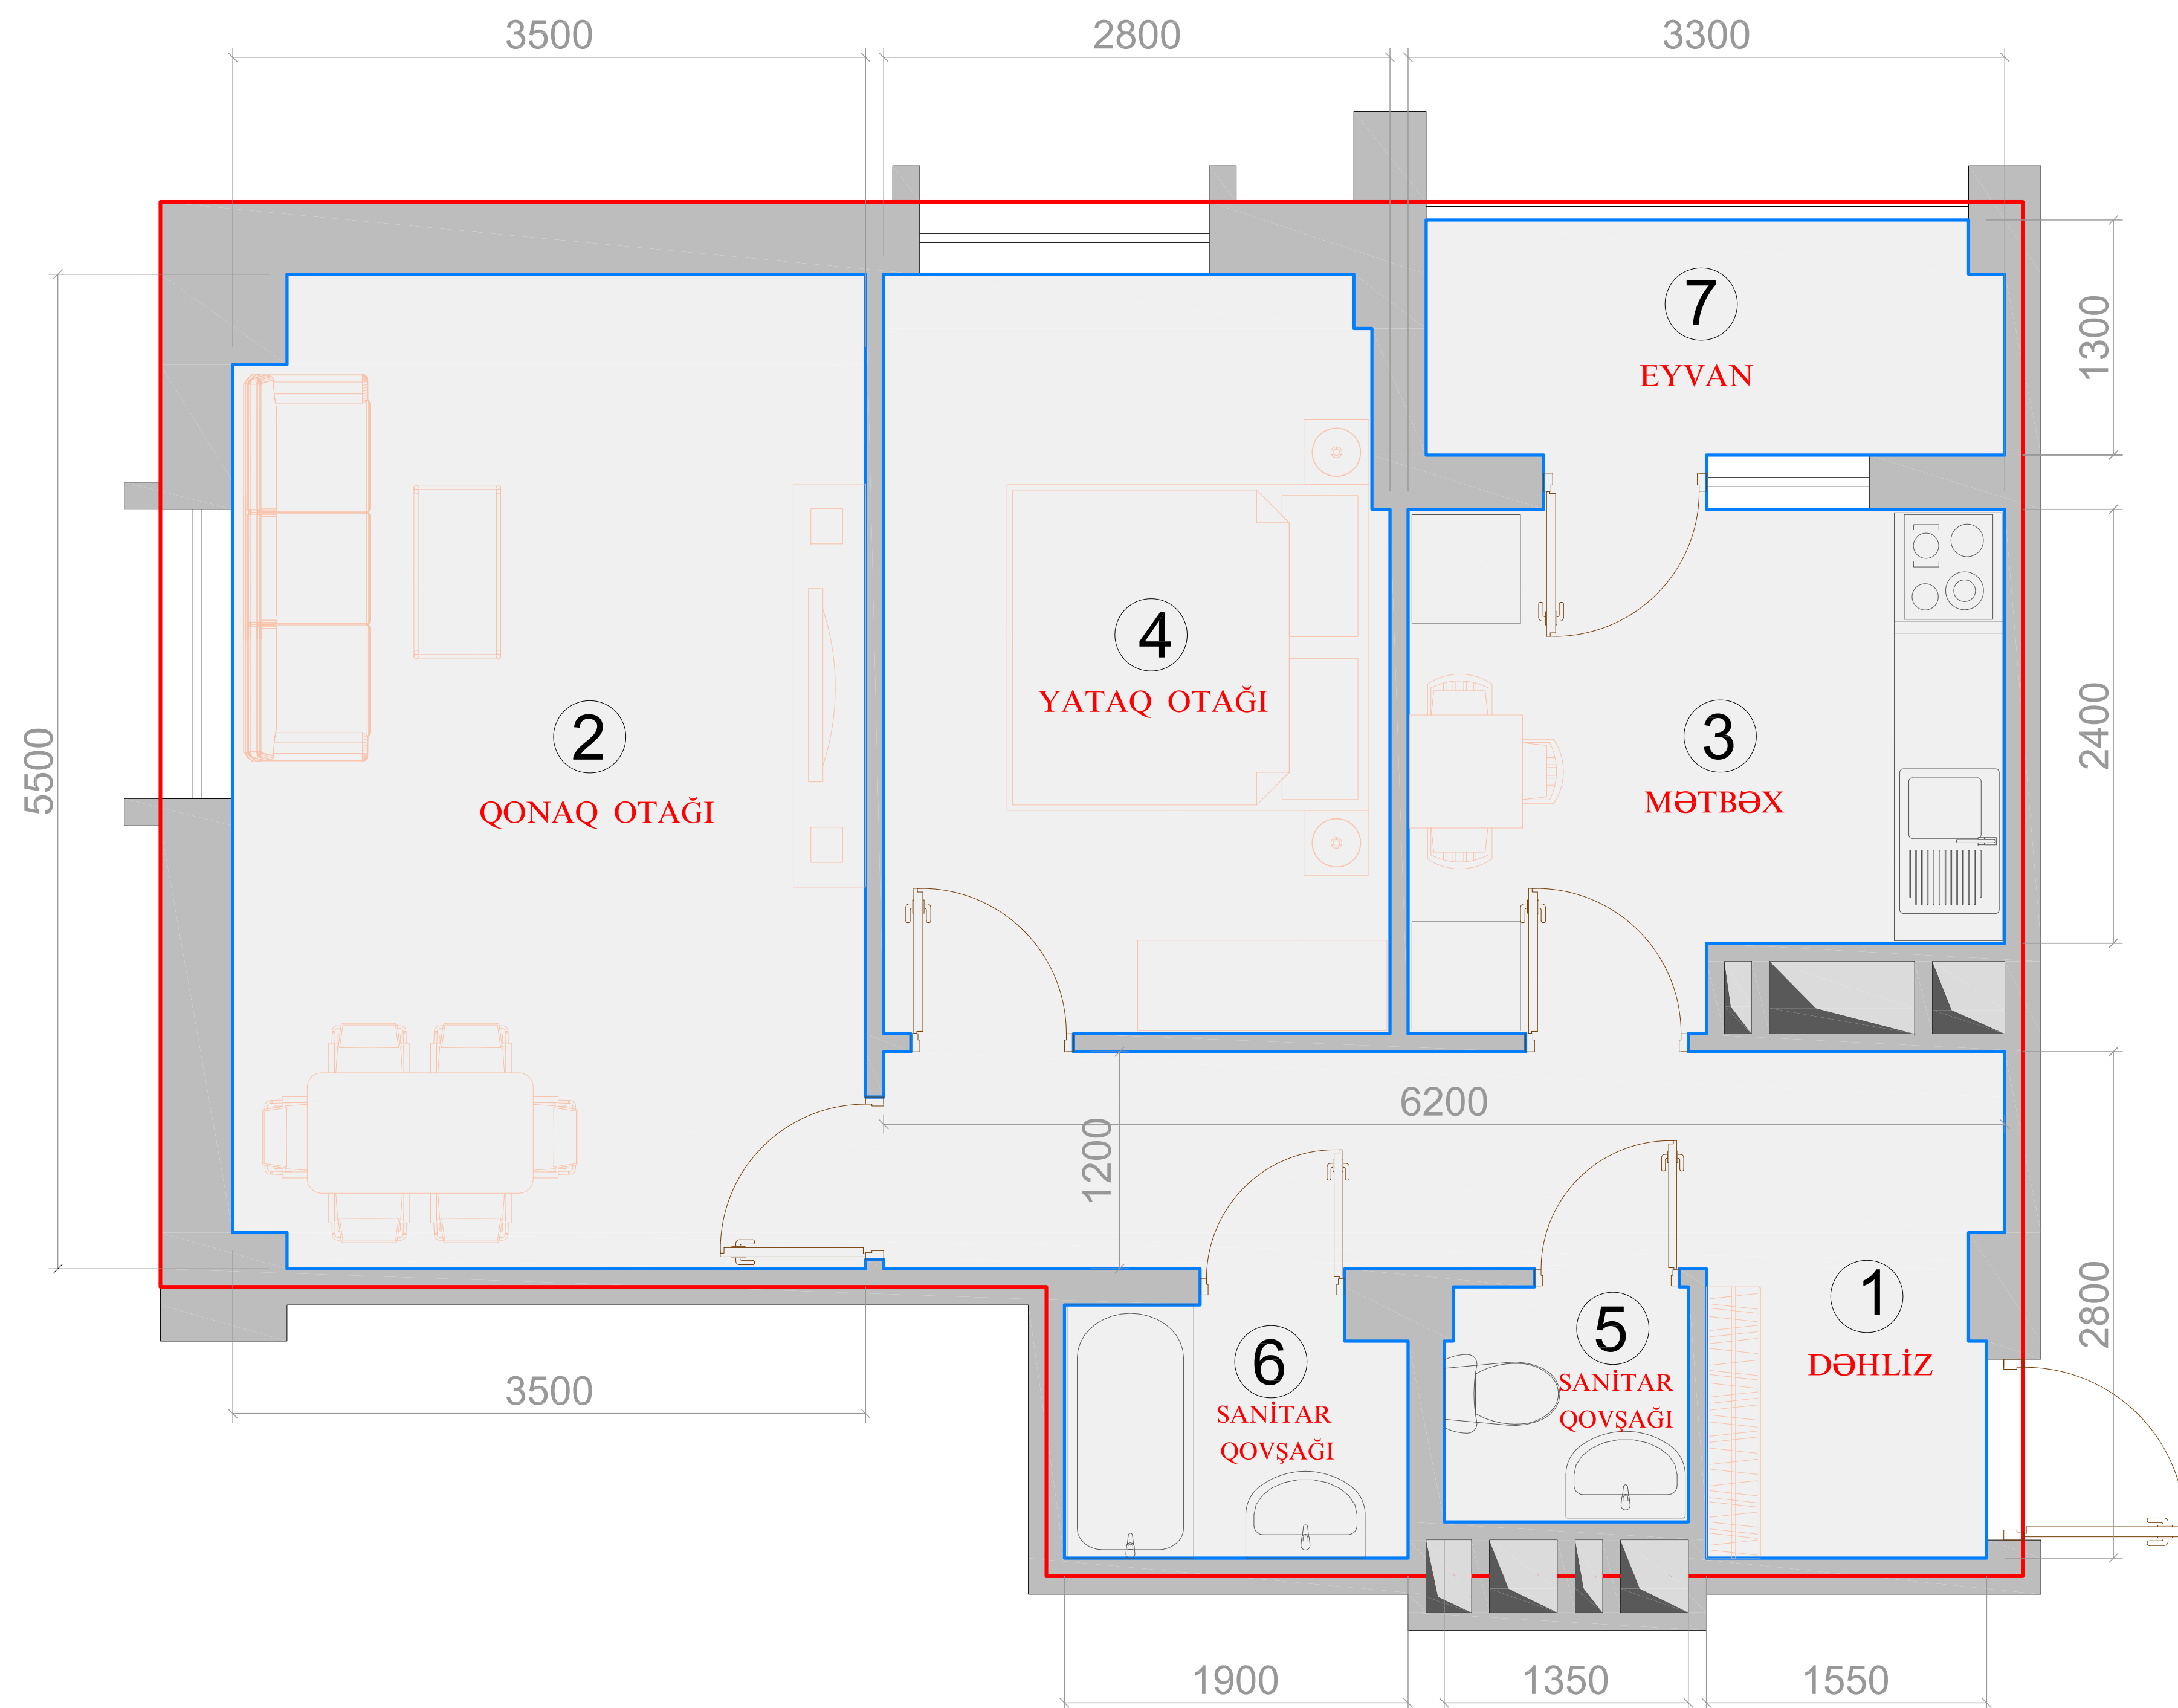 3500
2800
3300
7
EYVAN
1300
4
YATAQ OTAĞI
2
QONAQ OTAĞI
3
MƏTBƏX
2400
5500
6200
1200
1
DƏHLİZ
2800
5
SANİTAR
QOVŞAĞI
6
SANİTAR
QOVŞAĞI
3500
1900
1350
1550